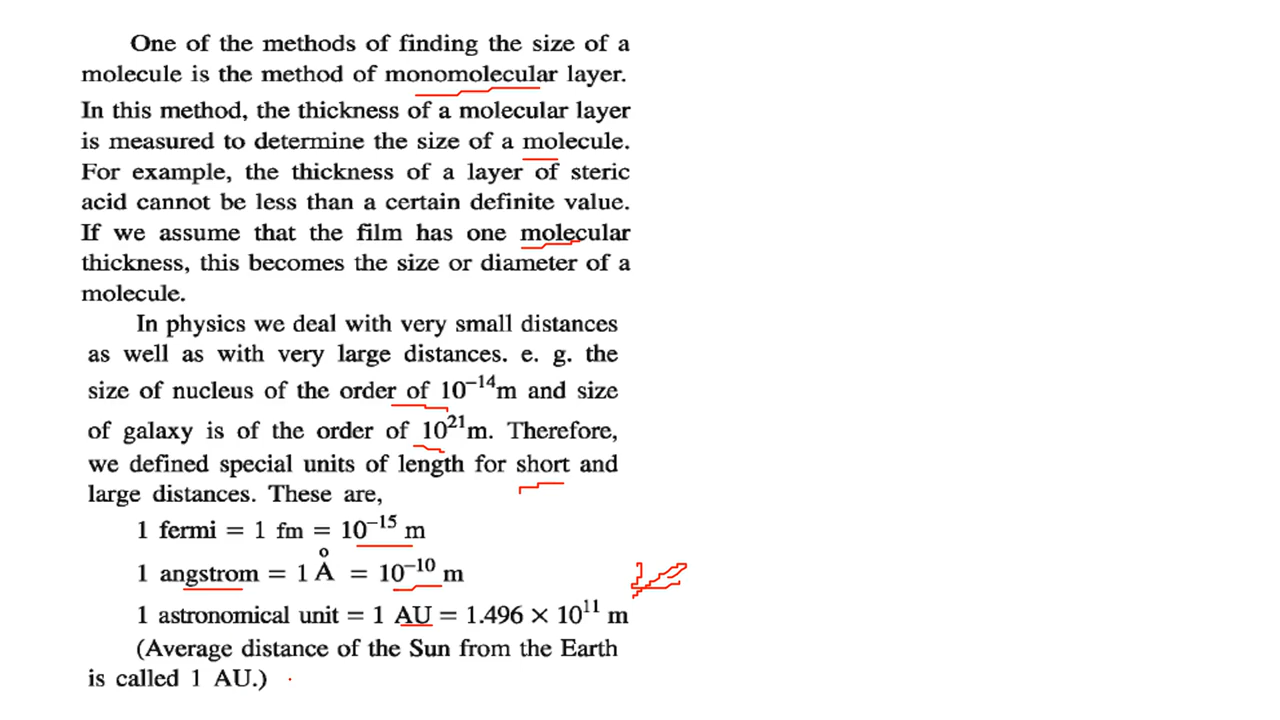 One of the methods of finding the size of a
molecule is the method of monomolecular layer.
In this method, the thickness of a molecular layer
is measured to determine the size of a molecule.
For example, the thickness of a layer of steric
acid cannot be less than a certain definite value.
If we assume that the film has one molecular
thickness, this becomes the size or diameter of a
molecule.
In physics we deal with very small distances
as well as with very large distances. e. g. the
size of nucleus of the order of 10⁻¹⁴m and size
of galaxy is of the order of 10²¹m. Therefore,
we defined special units of length for short and
large distances. These are,
1 fermi = 1 fm = 10⁻¹⁵ m
1 angstrom = 1 Å = 10⁻¹⁰ m
1 astronomical unit = 1 AU = 1.496 × 10¹¹ m
(Average distance of the Sun from the Earth
is called 1 AU.)